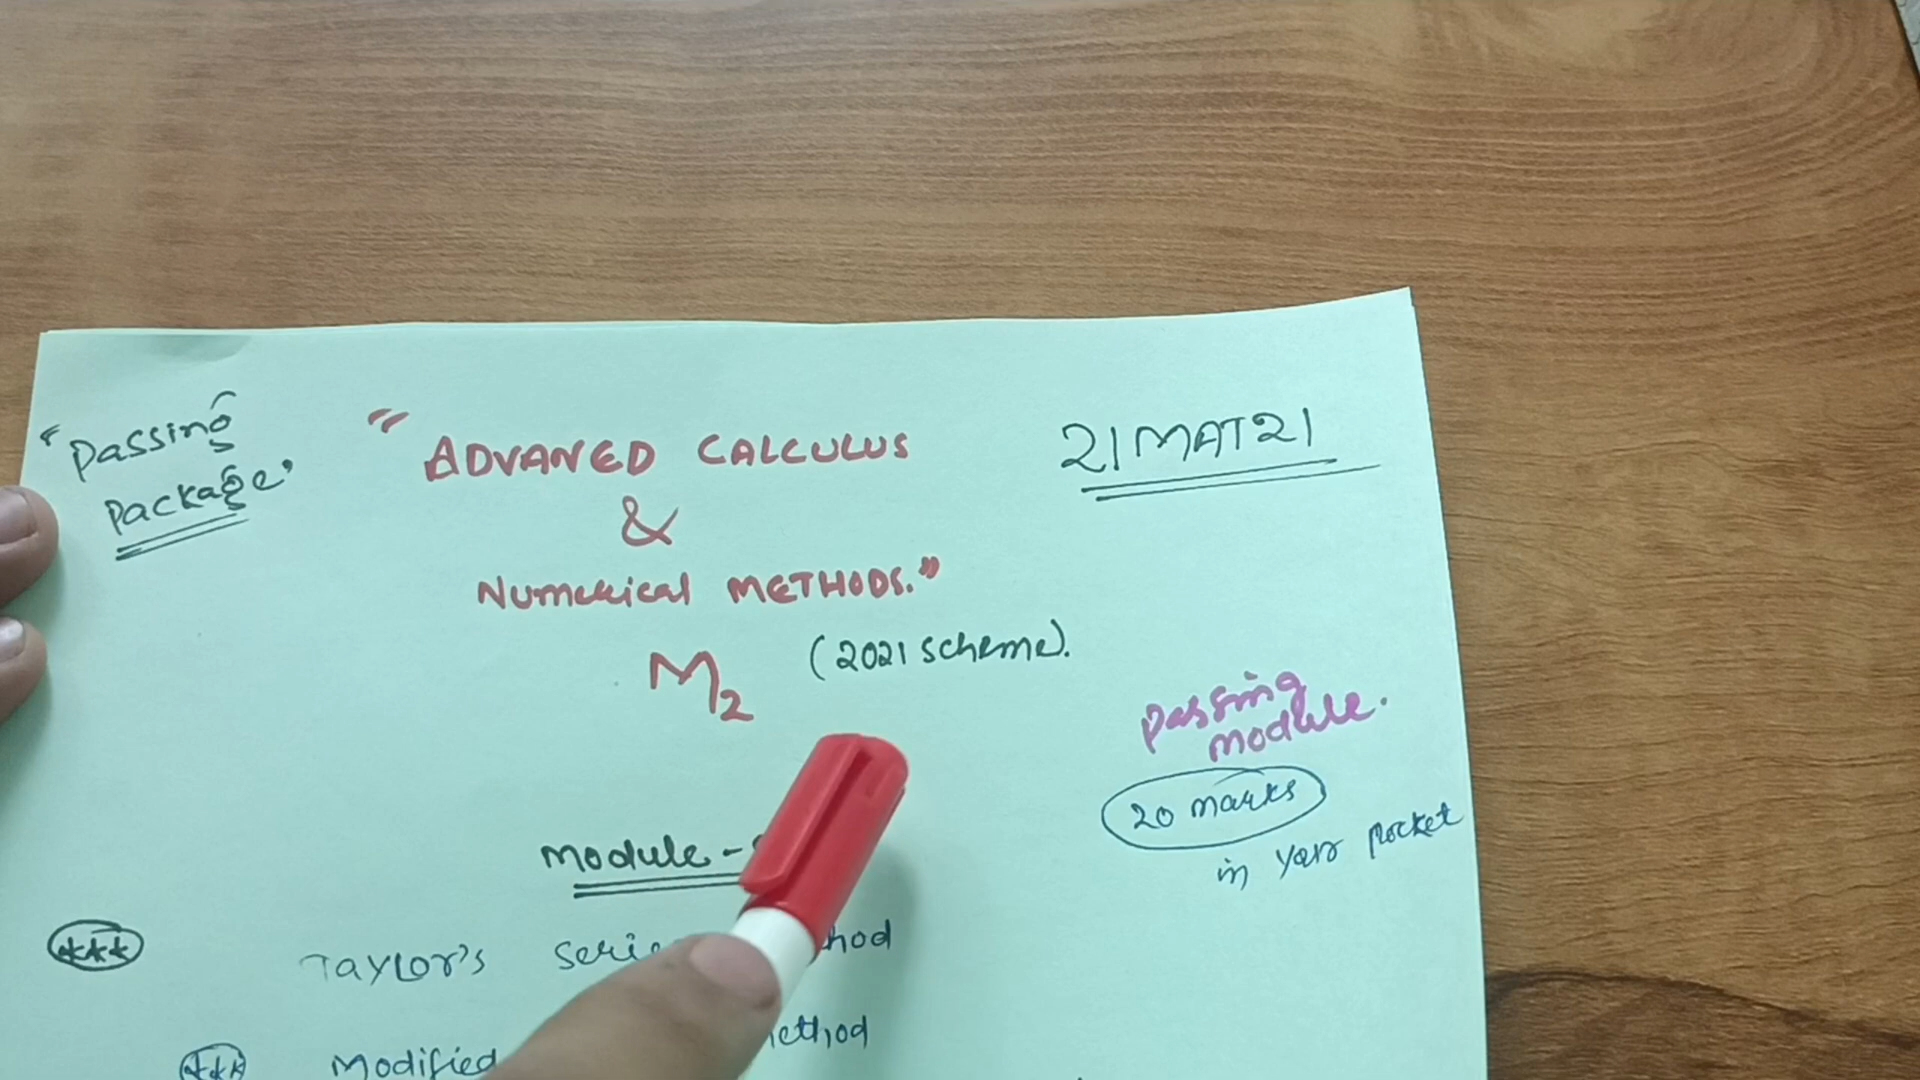 "Passing
Package"
" ADVANED CALCULUS
&
Numerical METHODS."
M2 (2021 scheme).
21MAT21
passing
module.
20 marks
in your pocket
Module -
*** Taylor's
*** Modified